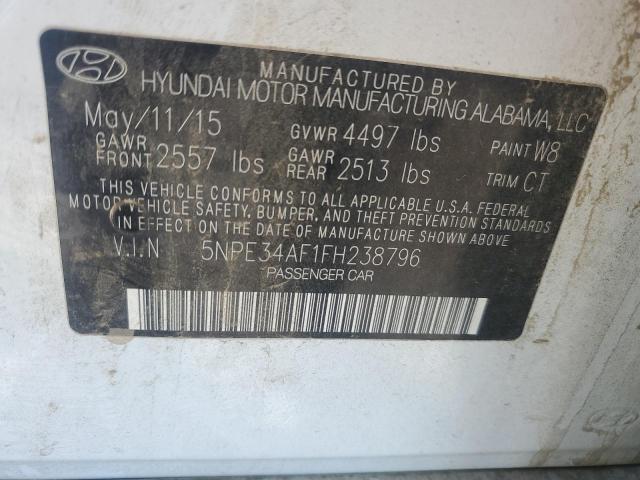 MANUFACTURED BY
HYUNDAI MOTOR MANUFACTURING ALABAMA, LLC
May/11/15 GVWR 4497 lbs PAINT W8
GAWR FRONT 2557 lbs GAWR REAR 2513 lbs TRIM CT
THIS VEHICLE CONFORMS TO ALL APPLICABLE U.S.A. FEDERAL
MOTOR VEHICLE SAFETY, BUMPER, AND THEFT PREVENTION STANDARDS
IN EFFECT ON THE DATE OF MANUFACTURE SHOWN ABOVE.
V.I.N 5NPE34AF1FH238796
PASSENGER CAR